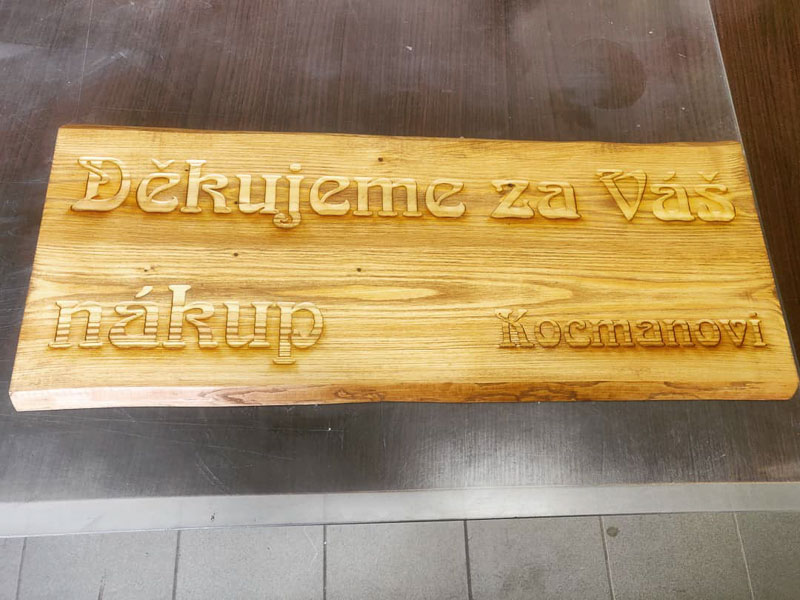 Děkujeme za Váš
nákup Kocmanovi